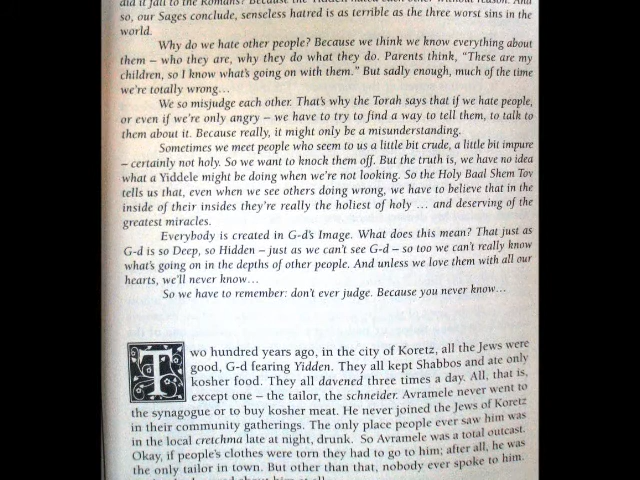 did it fall to the Romans? Because the Yidden hated each other without reason. And
so, our Sages conclude, senseless hatred is as terrible as the three worst sins in the
world.
Why do we hate other people? Because we think we know everything about
them – who they are, why they do what they do. Parents think, “These are my
children, so I know what’s going on with them.” But sadly enough, much of the time
we’re totally wrong…
We so misjudge each other. That’s why the Torah says that if we hate people,
or even if we’re only angry – we have to try to find a way to tell them, to talk to
them about it. Because really, it might only be a misunderstanding.
Sometimes we meet people who seem to us a little bit crude, a little bit impure
– certainly not holy. So we want to knock them off. But the truth is, we have no idea
what a Yiddele might be doing when we’re not looking. So the Holy Baal Shem Tov
tells us that, even when we see others doing wrong, we have to believe that in the
inside of their insides they’re really the holiest of holy … and deserving of the
greatest miracles.
Everybody is created in G-d’s Image. What does this mean? That just as
G-d is so Deep, so Hidden – just as we can’t see G-d – so too we can’t really know
what’s going on in the depths of other people. And unless we love them with all our
hearts, we’ll never know…
So we have to remember: don’t ever judge. Because you never know…
Two hundred years ago, in the city of Koretz, all the Jews were
good, G-d fearing Yidden. They all kept Shabbos and ate only
kosher food. They all davened three times a day. All, that is,
except one – the tailor, the schneider. Avramele never went to
the synagogue or to buy kosher meat. He never joined the Jews of Koretz
in their community gatherings. The only place people ever saw him was
in the local cretchma late at night, drunk. So Avramele was a total outcast.
Okay, if people’s clothes were torn they had to go to him; after all, he was
the only tailor in town. But other than that, nobody ever spoke to him.